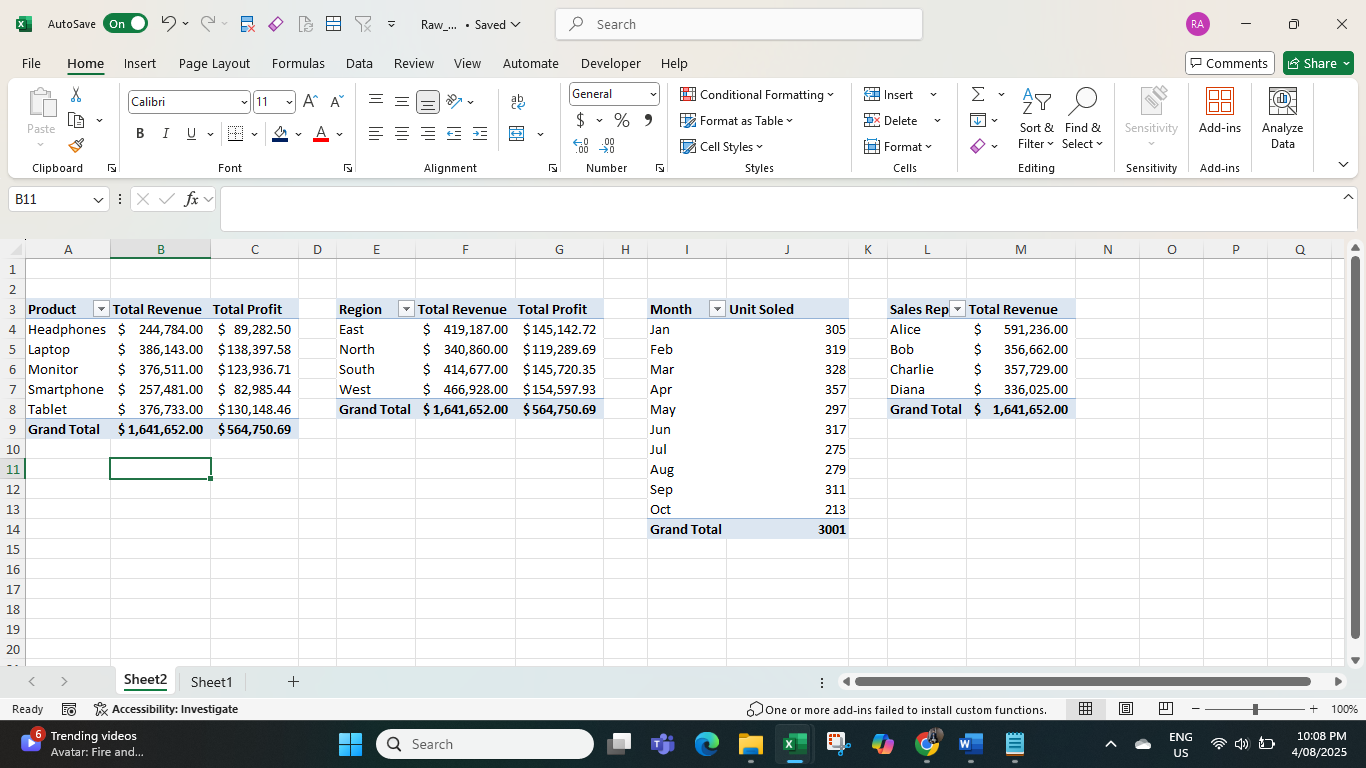 AutoSave On Raw_... • Saved Search RA
File Home Insert Page Layout Formulas Data Review View Automate Developer Help Comments Share
Paste Calibri 11 A A ab General Conditional Formatting Insert Σ Sort & Filter Find & Select Sensitivity Add-ins Analyze Data
B I U A $ % Format as Table Delete
Cell Styles Format
Clipboard Font Alignment Number Styles Cells Editing Sensitivity Add-ins
B11 fx
A B C D E F G H I J K L M N O P Q
1
2
3 Product Total Revenue Total Profit Region Total Revenue Total Profit Month Unit Soled Sales Rep Total Revenue
4 Headphones $ 244,784.00 $ 89,282.50 East $ 419,187.00 $145,142.72 Jan 305 Alice $ 591,236.00
5 Laptop $ 386,143.00 $138,397.58 North $ 340,860.00 $119,289.69 Feb 319 Bob $ 356,662.00
6 Monitor $ 376,511.00 $123,936.71 South $ 414,677.00 $145,720.35 Mar 328 Charlie $ 357,729.00
7 Smartphone $ 257,481.00 $ 82,985.44 West $ 466,928.00 $154,597.93 Apr 357 Diana $ 336,025.00
8 Tablet $ 376,733.00 $130,148.46 Grand Total $ 1,641,652.00 $564,750.69 May 297 Grand Total $ 1,641,652.00
9 Grand Total $ 1,641,652.00 $564,750.69 Jun 317
10 Jul 275
11 Aug 279
12 Sep 311
13 Oct 213
14 Grand Total 3001
15
16
17
18
19
20
Sheet2 Sheet1
Ready Accessibility: Investigate One or more add-ins failed to install custom functions. 100%
6 Trending videos
Avatar: Fire and...
Search
ENG
US
10:08 PM
4/08/2025